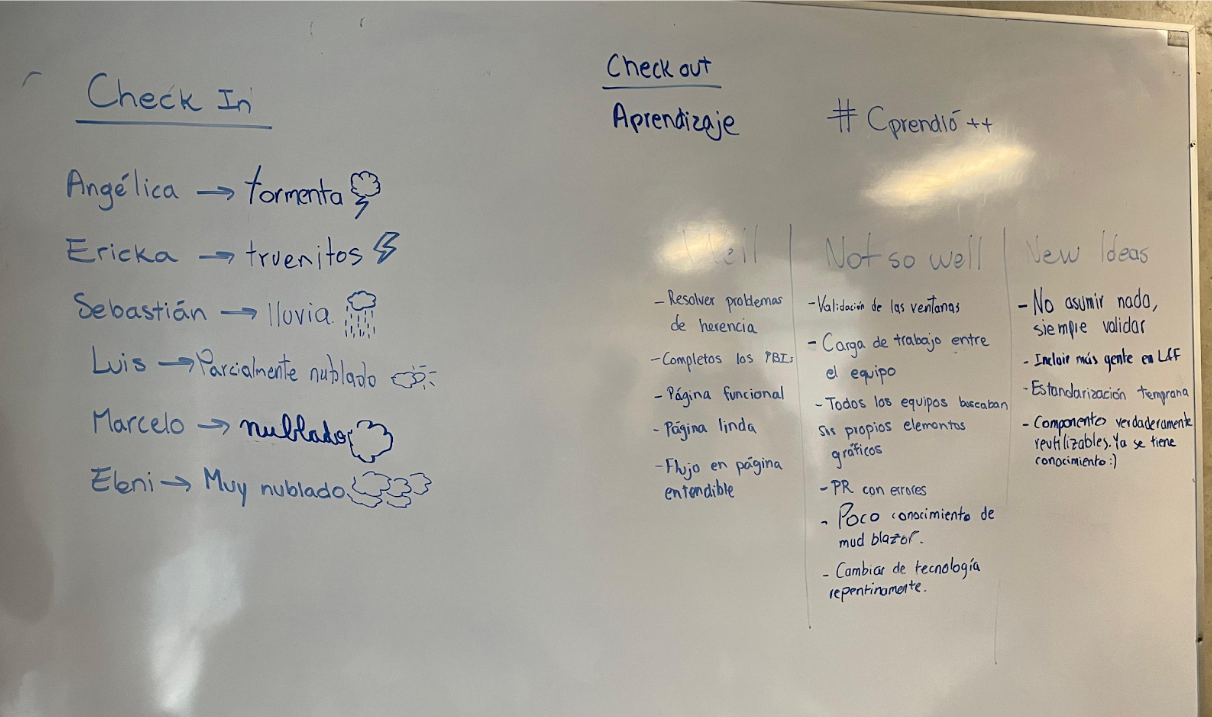 Check In
Angélica → tormenta
Ericka → truenitos
Sebastián → lluvia
Luis → Parcialmente nublado
Marcelo → nublado
Eleni → Muy nublado
Check out
Aprendizaje
# Cprendió ++
Well
- Resolver problemas
de herencia
- Completos los PBIs
- Página funcional
- Página linda
- Flujo en página
entendible
Not so well
- Validación de las ventanas
- Carga de trabajo entre
el equipo
- Todos los equipos buscaban
sus propios elementos
gráficos
- PR con errores
- Poco conocimiento de
mud blazor.
- Cambiar de tecnología
repentinamente.
New Ideas
- No asumir nada,
siempre validar
- Incluir más gente en
- Estandarización temprana
- Componentes verdaderamente
reutilizables. Ya se tiene
conocimiento :)